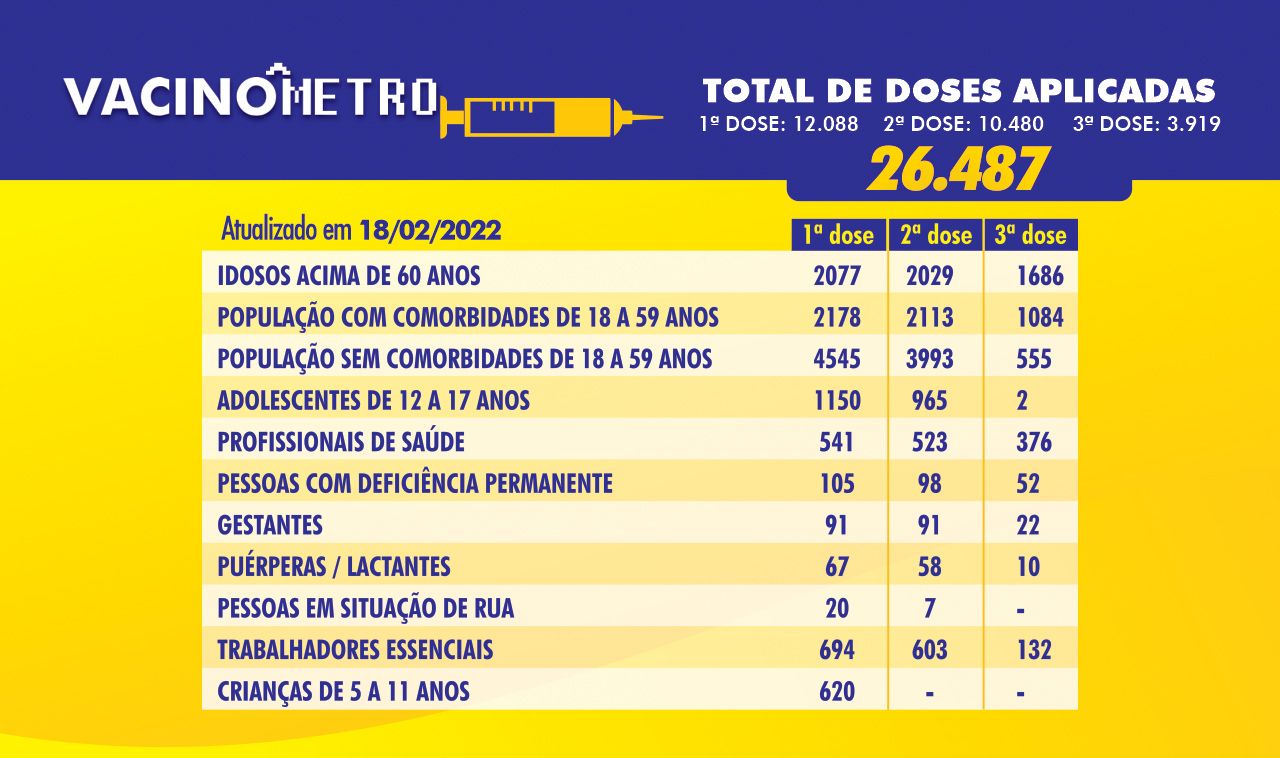 VACINÔMETRO
TOTAL DE DOSES APLICADAS
1ª DOSE: 12.088 2ª DOSE: 10.480 3ª DOSE: 3.919
26.487
Atualizado em 18/02/2022 1ª dose 2ª dose 3ª dose
IDOSOS ACIMA DE 60 ANOS 2077 2029 1686
POPULAÇÃO COM COMORBIDADES DE 18 A 59 ANOS 2178 2113 1084
POPULAÇÃO SEM COMORBIDADES DE 18 A 59 ANOS 4545 3993 555
ADOLESCENTES DE 12 A 17 ANOS 1150 965 2
PROFISSIONAIS DE SAÚDE 541 523 376
PESSOAS COM DEFICIÊNCIA PERMANENTE 105 98 52
GESTANTES 91 91 22
PUÉRPERAS / LACTANTES 67 58 10
PESSOAS EM SITUAÇÃO DE RUA 20 7 -
TRABALHADORES ESSENCIAIS 694 603 132
CRIANÇAS DE 5 A 11 ANOS 620 - -